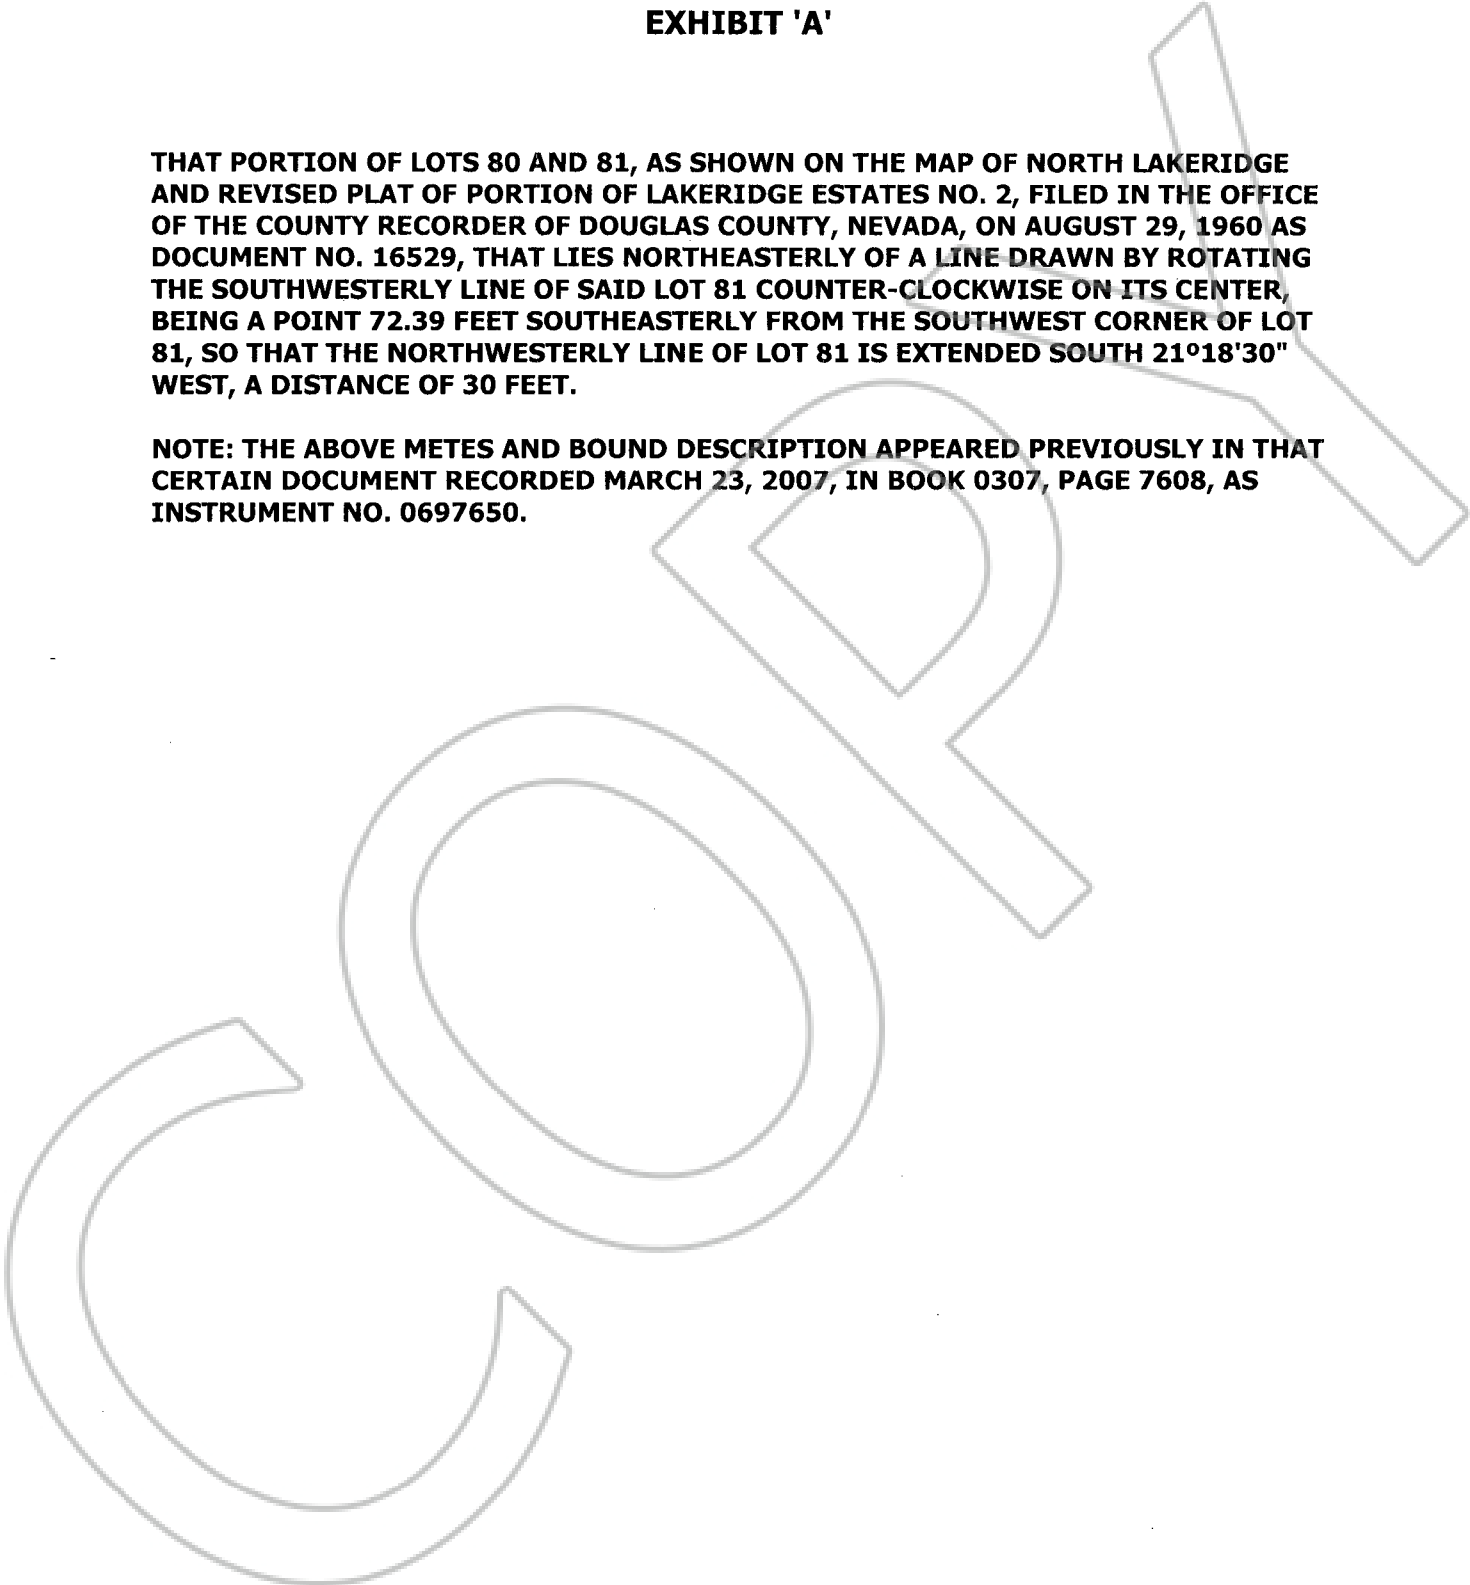 EXHIBIT 'A'
THAT PORTION OF LOTS 80 AND 81, AS SHOWN ON THE MAP OF NORTH LAKERIDGE
AND REVISED PLAT OF PORTION OF LAKERIDGE ESTATES NO. 2, FILED IN THE OFFICE
OF THE COUNTY RECORDER OF DOUGLAS COUNTY, NEVADA, ON AUGUST 29, 1960 AS
DOCUMENT NO. 16529, THAT LIES NORTHEASTERLY OF A LINE DRAWN BY ROTATING
THE SOUTHWESTERLY LINE OF SAID LOT 81 COUNTER-CLOCKWISE ON ITS CENTER,
BEING A POINT 72.39 FEET SOUTHEASTERLY FROM THE SOUTHWEST CORNER OF LOT
81, SO THAT THE NORTHWESTERLY LINE OF LOT 81 IS EXTENDED SOUTH 21º18'30"
WEST, A DISTANCE OF 30 FEET.
NOTE: THE ABOVE METES AND BOUND DESCRIPTION APPEARED PREVIOUSLY IN THAT
CERTAIN DOCUMENT RECORDED MARCH 23, 2007, IN BOOK 0307, PAGE 7608, AS
INSTRUMENT NO. 0697650.
COPY